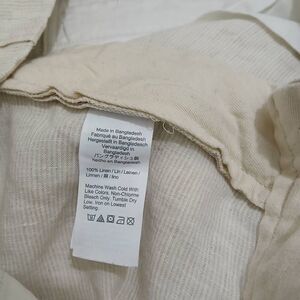 Made in Bangladesh
Fabriqué au Bangladesh
Hergestellt in Bangladesch
Vervaardigd in
Bangladesh
バングラデシュ製
Hecho en Bangladesh
100% Linen / Lin / Leinen /
Linnen / 麻 / lino
Machine Wash Cold With
Like Colors. Non-Chlorine
Bleach Only. Tumble Dry
Low. Iron on Lowest
Setting.